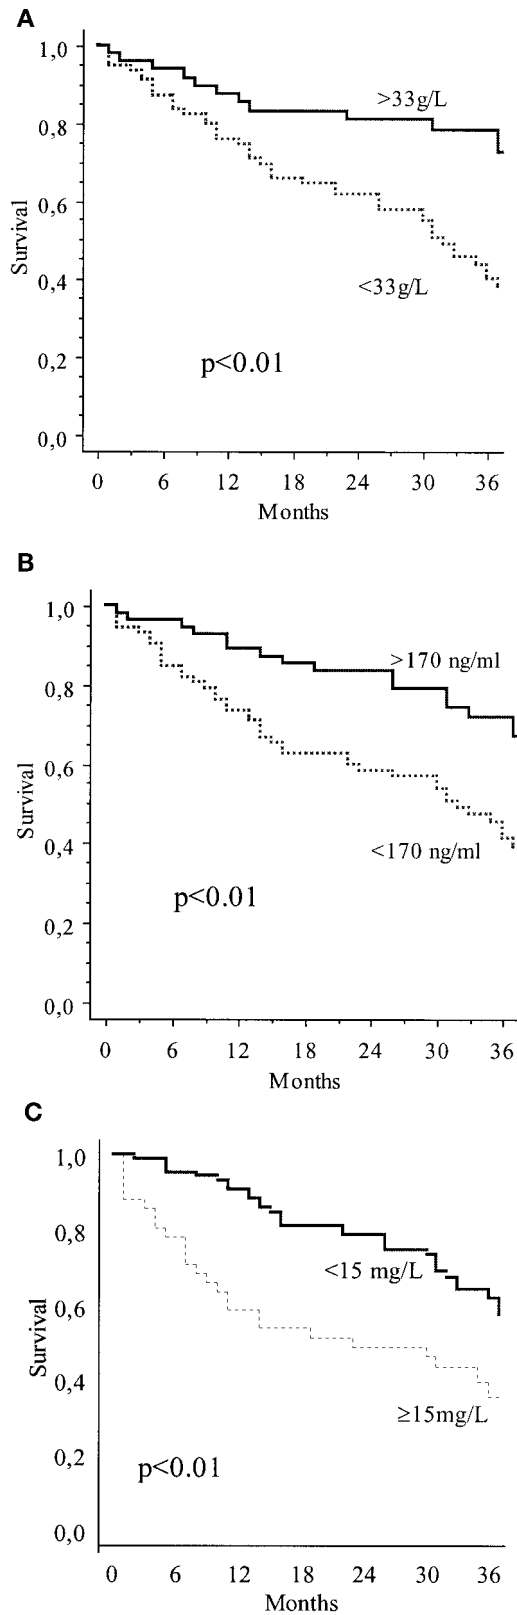 A
1,0
0,8
0,6
0,4
0,2
0,0
Survival
>33g/L
<33g/L
p<0.01
0 6 12 18 24 30 36
Months
B
1,0
0,8
0,6
0,4
0,2
0,0
Survival
>170 ng/ml
<170 ng/ml
p<0.01
0 6 12 18 24 30 36
Months
C
1,0
0,8
0,6
0,4
0,2
0,0
Survival
<15 mg/L
≥15mg/L
p<0.01
0 6 12 18 24 30 36
Months